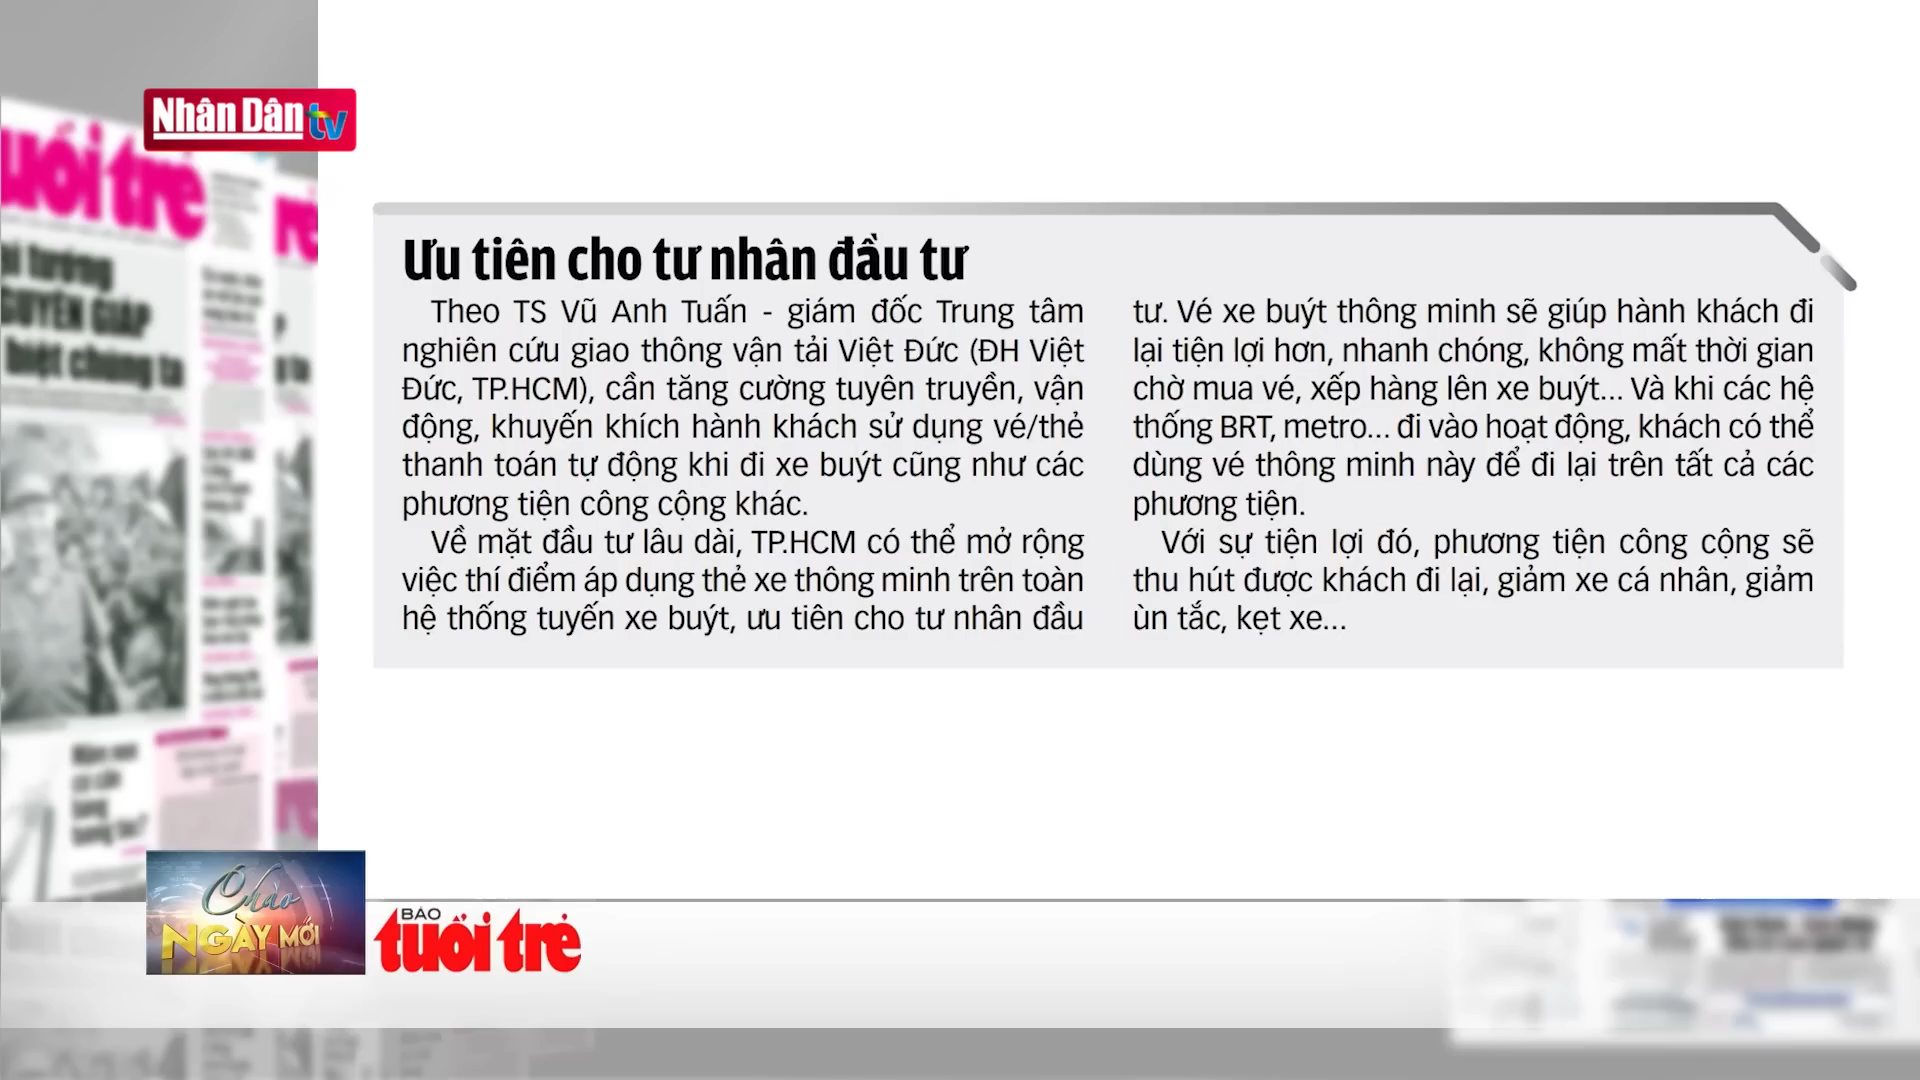 Nhân Dân tv
tuổi trẻ
Ưu tiên cho tư nhân đầu tư
Theo TS Vũ Anh Tuấn - giám đốc Trung tâm
nghiên cứu giao thông vận tải Việt Đức (ĐH Việt
Đức, TP.HCM), cần tăng cường tuyên truyền, vận
động, khuyến khích hành khách sử dụng vé/thẻ
thanh toán tự động khi đi xe buýt cũng như các
phương tiện công cộng khác.
Về mặt đầu tư lâu dài, TP.HCM có thể mở rộng
việc thí điểm áp dụng thẻ xe thông minh trên toàn
hệ thống tuyến xe buýt, ưu tiên cho tư nhân đầu
tư. Vé xe buýt thông minh sẽ giúp hành khách đi
lại tiện lợi hơn, nhanh chóng, không mất thời gian
chờ mua vé, xếp hàng lên xe buýt... Và khi các hệ
thống BRT, metro... đi vào hoạt động, khách có thể
dùng vé thông minh này để đi lại trên tất cả các
phương tiện.
Với sự tiện lợi đó, phương tiện công cộng sẽ
thu hút được khách đi lại, giảm xe cá nhân, giảm
ùn tắc, kẹt xe...
Chào
NGÀY MỚI
BÁO
tuổi trẻ